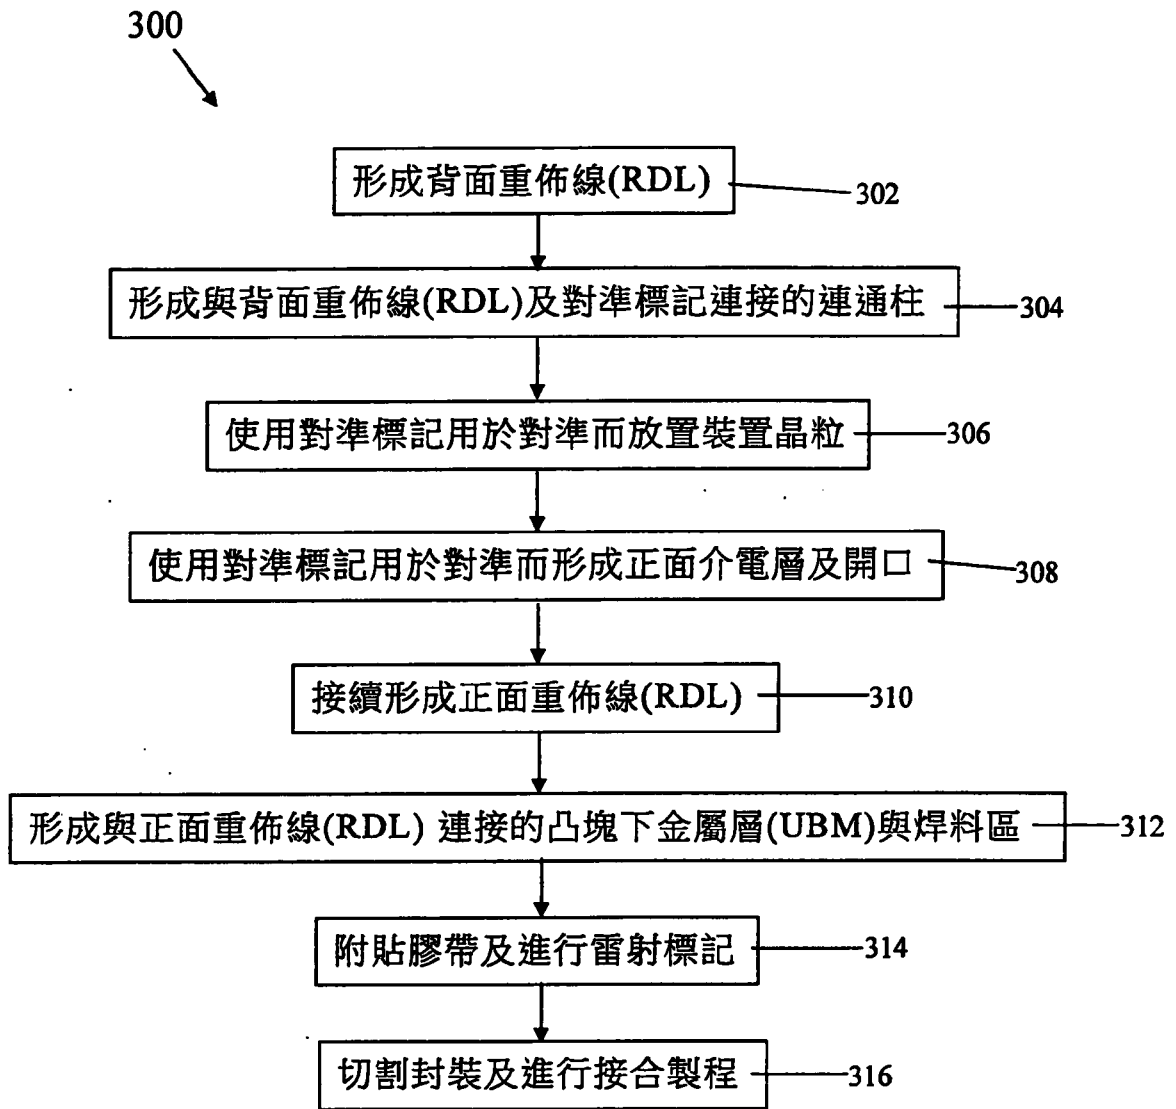 300
形成背面重佈線(RDL)
302
形成與背面重佈線(RDL)及對準標記連接的連通柱
304
使用對準標記用於對準而放置裝置晶粒
306
使用對準標記用於對準而形成正面介電層及開口
308
接續形成正面重佈線(RDL)
310
形成與正面重佈線(RDL) 連接的凸塊下金屬層(UBM)與焊料區
312
附貼膠帶及進行雷射標記
314
切割封裝及進行接合製程
316